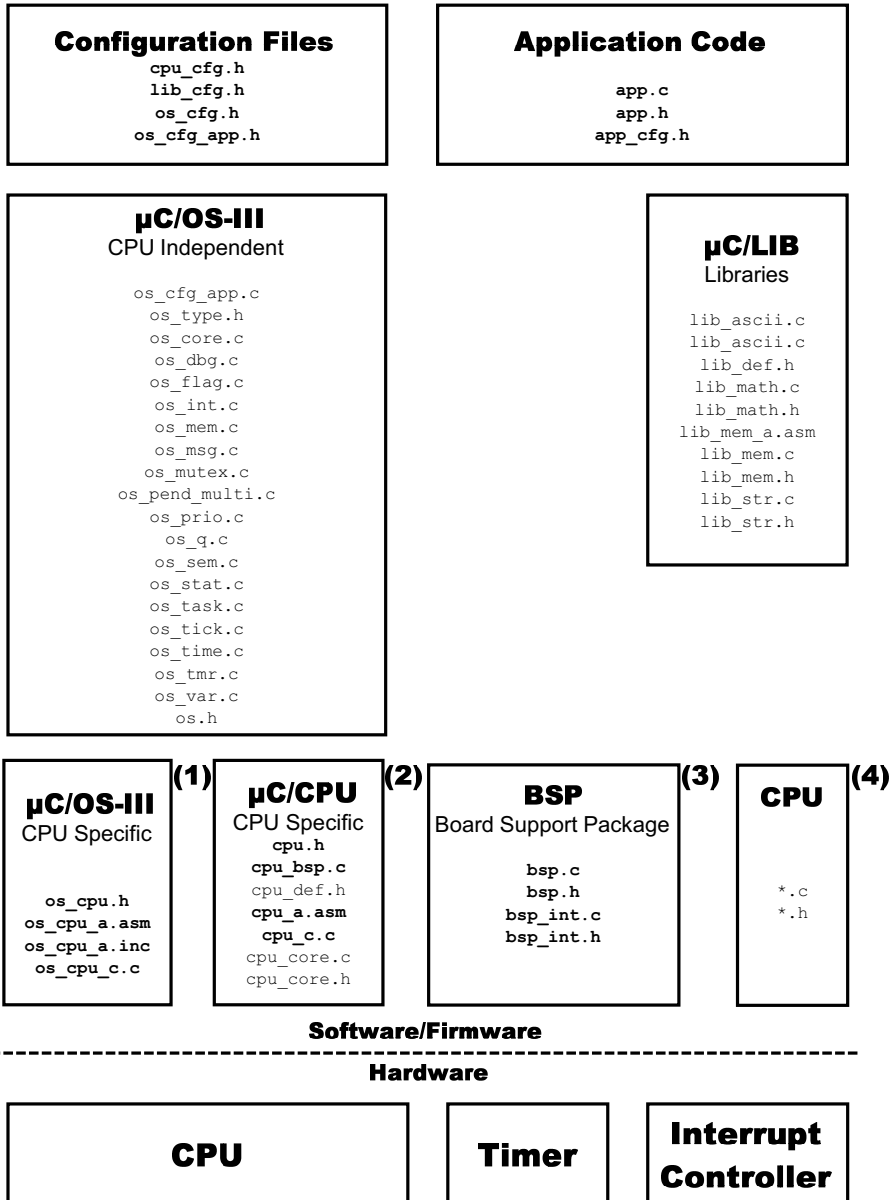 Configuration Files
cpu_cfg.h
lib_cfg.h
os_cfg.h
os_cfg_app.h
Application Code
app.c
app.h
app_cfg.h
µC/OS-III
CPU Independent
os_cfg_app.c
os_type.h
os_core.c
os_dbg.c
os_flag.c
os_int.c
os_mem.c
os_msg.c
os_mutex.c
os_pend_multi.c
os_prio.c
os_q.c
os_sem.c
os_stat.c
os_task.c
os_tick.c
os_time.c
os_tmr.c
os_var.c
os.h
µC/LIB
Libraries
lib_ascii.c
lib_ascii.c
lib_def.h
lib_math.c
lib_math.h
lib_mem_a.asm
lib_mem.c
lib_mem.h
lib_str.c
lib_str.h
µC/OS-III
CPU Specific
os_cpu.h
os_cpu_a.asm
os_cpu_a.inc
os_cpu_c.c
(1)
µC/CPU
CPU Specific
cpu.h
cpu_bsp.c
cpu_def.h
cpu_a.asm
cpu_c.c
cpu_core.c
cpu_core.h
(2)
BSP
Board Support Package
bsp.c
bsp.h
bsp_int.c
bsp_int.h
(3)
CPU
*.c
*.h
(4)
Software/Firmware
Hardware
CPU
Timer
Interrupt
Controller